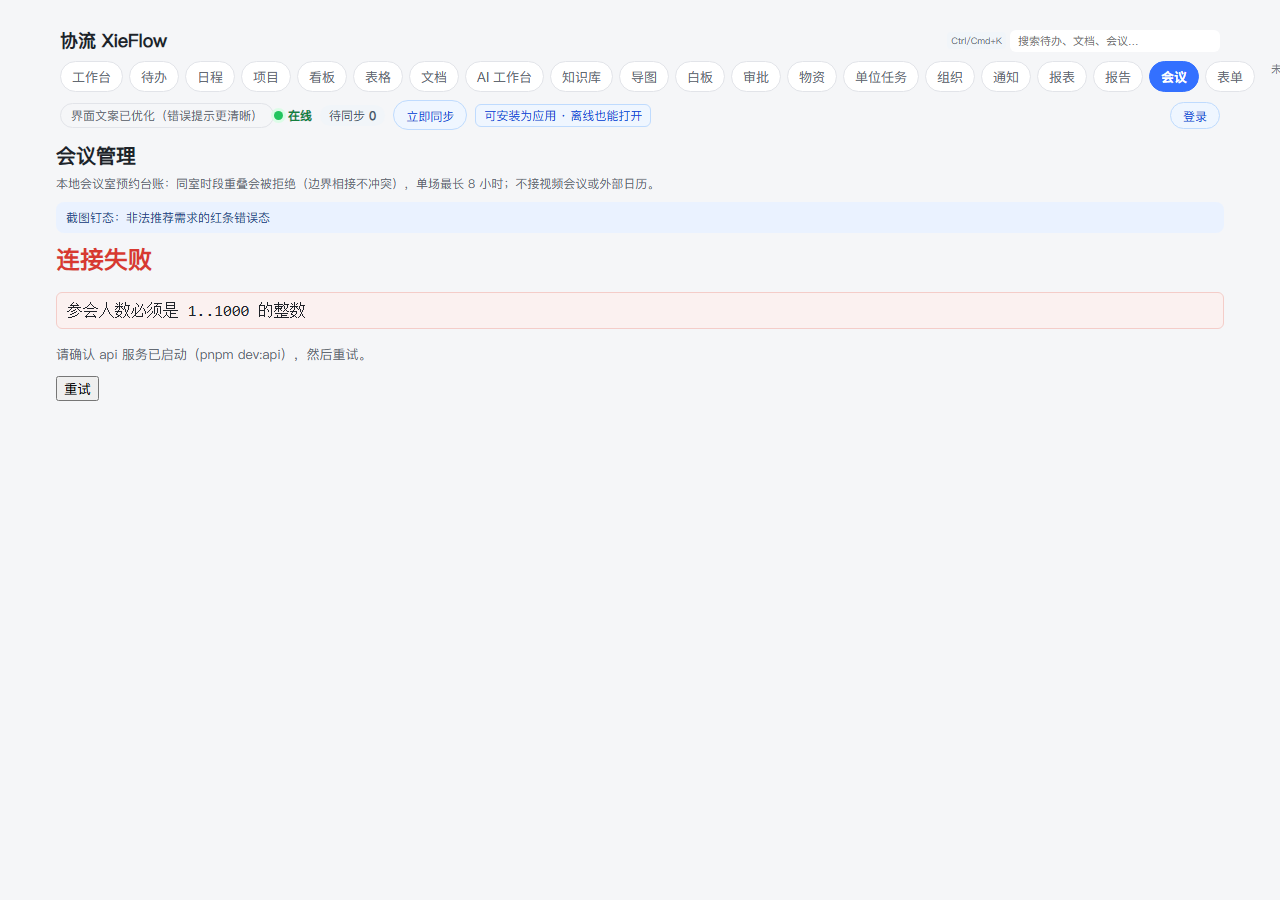 协流 XieFlow
Ctrl/Cmd+K 搜索待办、文档、会议...
工作台 待办 日程 项目 看板 表格 文档 AI 工作台 知识库 导图 白板 审批 物资 单位任务 组织 通知 报表 报告 会议 表单 未
界面文案已优化（错误提示更清晰） 在线 待同步 0 立即同步 可安装为应用 · 离线也能打开 登录
会议管理
本地会议室预约台账：同室时段重叠会被拒绝（边界相接不冲突），单场最长 8 小时；不接视频会议或外部日历。
截图钉态：非法推荐需求的红条错误态
连接失败
参会人数必须是 1..1000 的整数
请确认 api 服务已启动（pnpm dev:api），然后重试。
重试